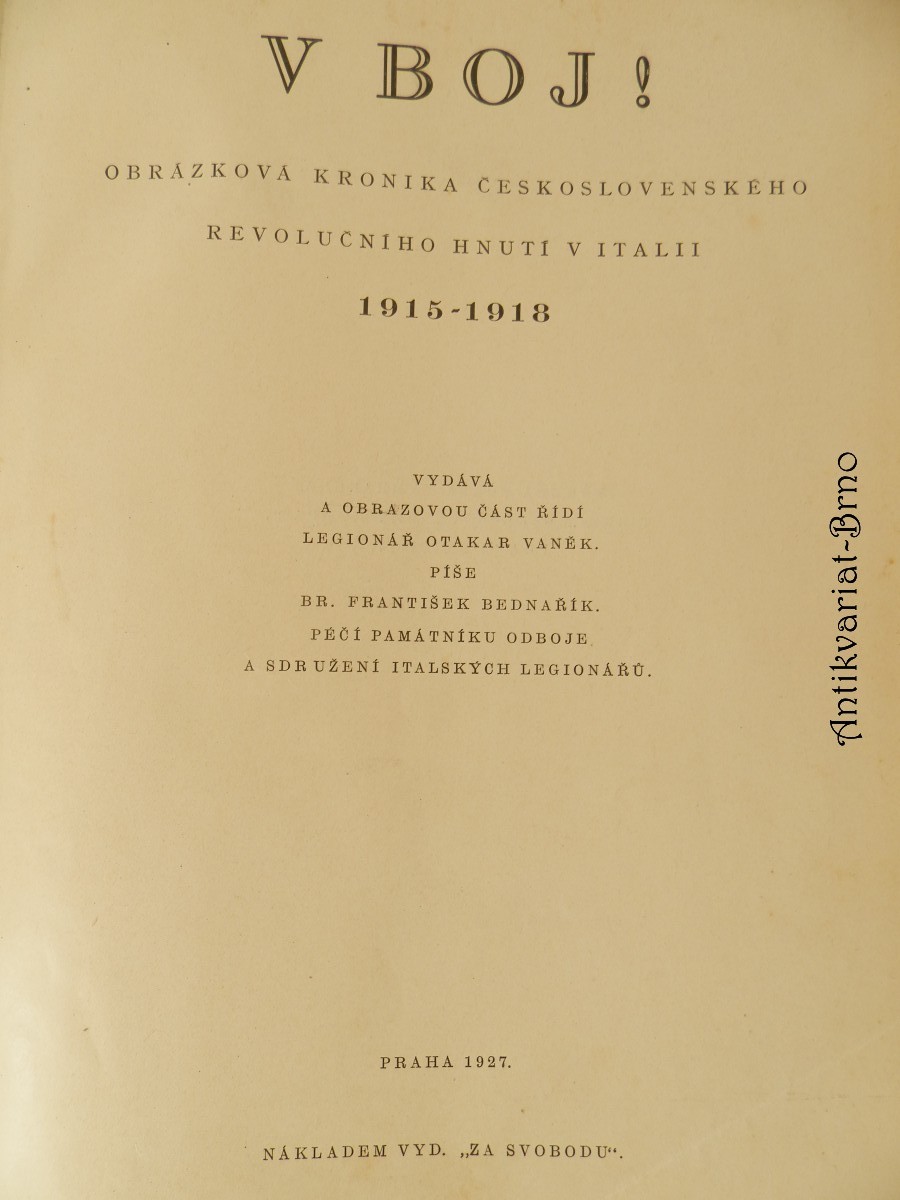 V BOJ!
OBRÁZKOVÁ KRONIKA ČESKOSLOVENSKÉHO
REVOLUČNÍHO HNUTÍ V ITALII
1915-1918
VYDÁVÁ
A OBRAZOVOU ČÁST ŘÍDÍ
LEGIONÁŘ OTAKAR VANĚK.
PÍŠE
BR. FRANTIŠEK BEDNAŘÍK.
PÉČÍ PAMÁTNÍKU ODBOJE
A SDRUŽENÍ ITALSKÝCH LEGIONÁŘŮ.
PRAHA 1927.
NÁKLADEM VYD. „ZA SVOBODU“.
Antikvariat-Brno